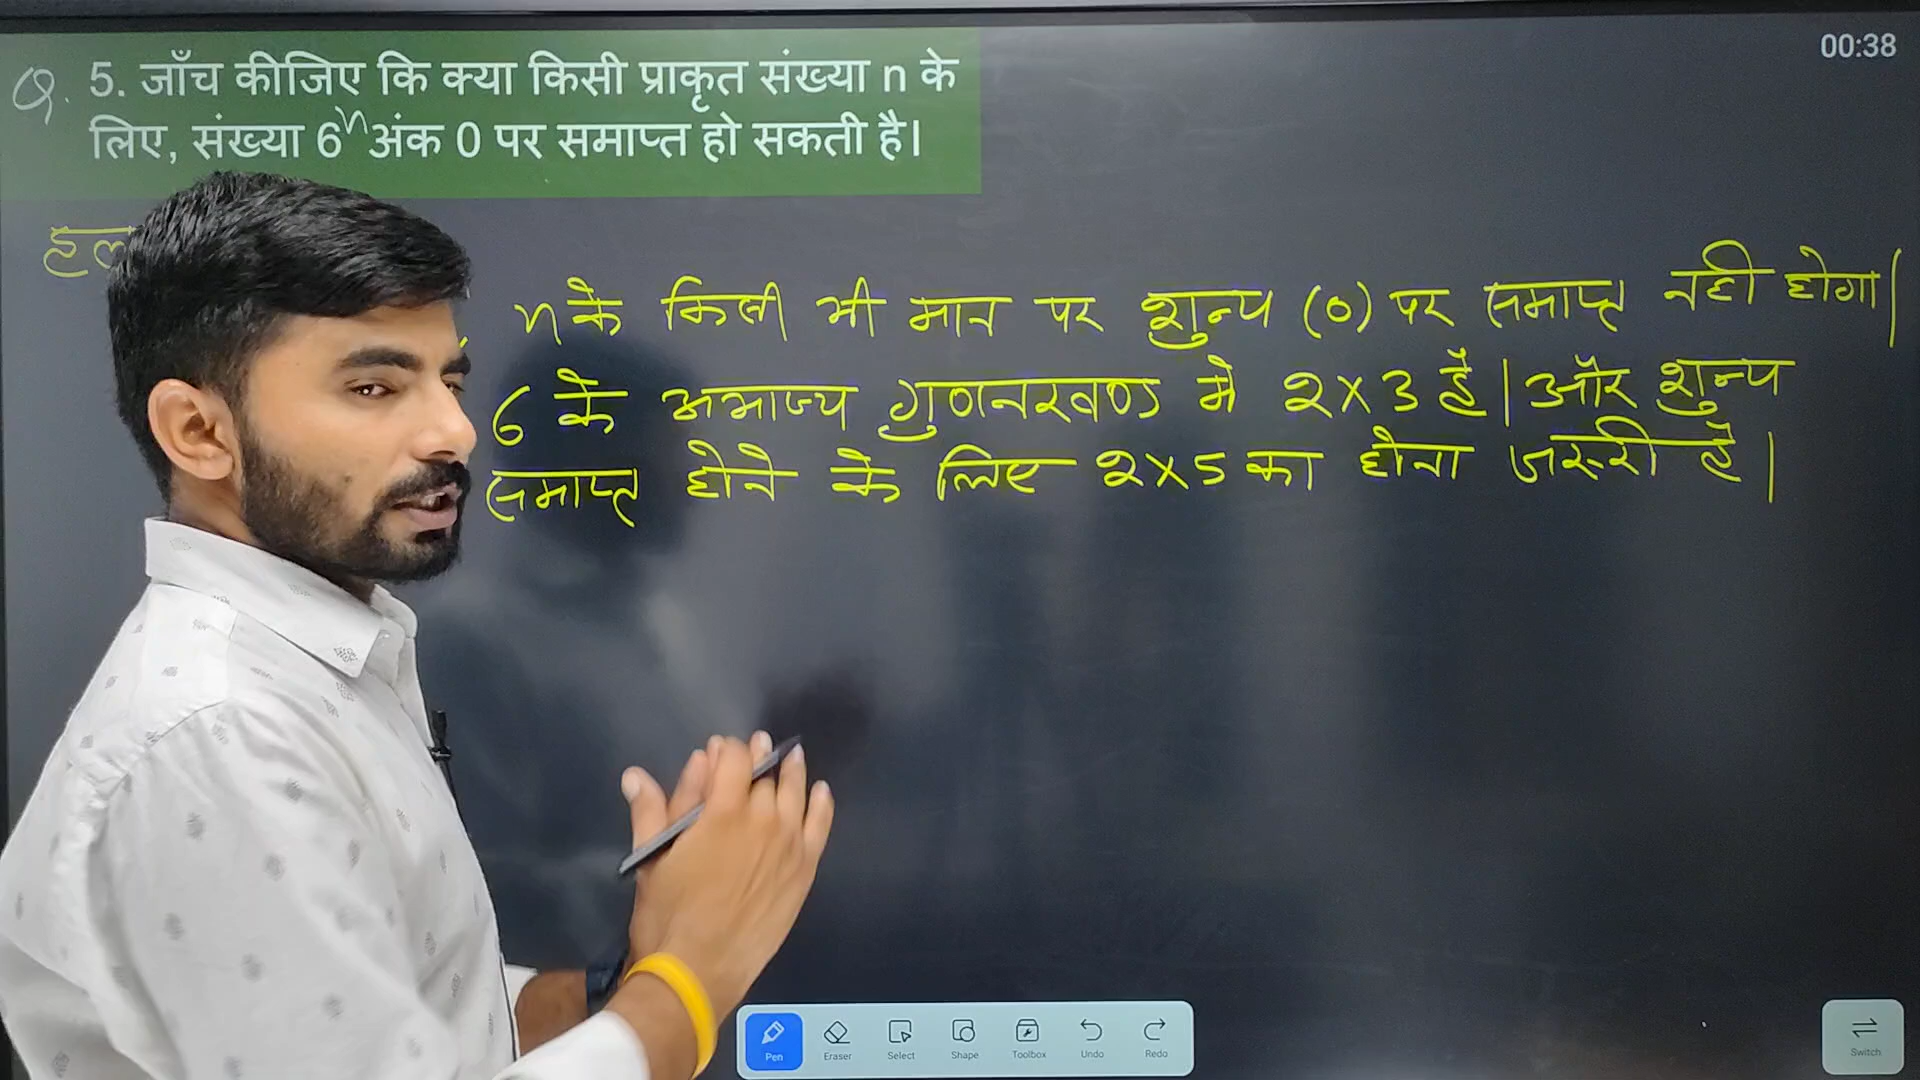 00:38
Q. 5. जाँच कीजिए कि क्या किसी प्राकृत संख्या n के
लिए, संख्या 6ⁿ अंक 0 पर समाप्त हो सकती है।
हल
n के किसी भी मान पर शुन्य (0) पर समाप्त नही होगा|
6 के अभाज्य गुणनखण्ड मे 2×3 है| और शुन्य
समाप्त होने के लिए 2×5 का होना जरूरी है|
Pen Eraser Select Shape Toolbox Undo Redo
Switch